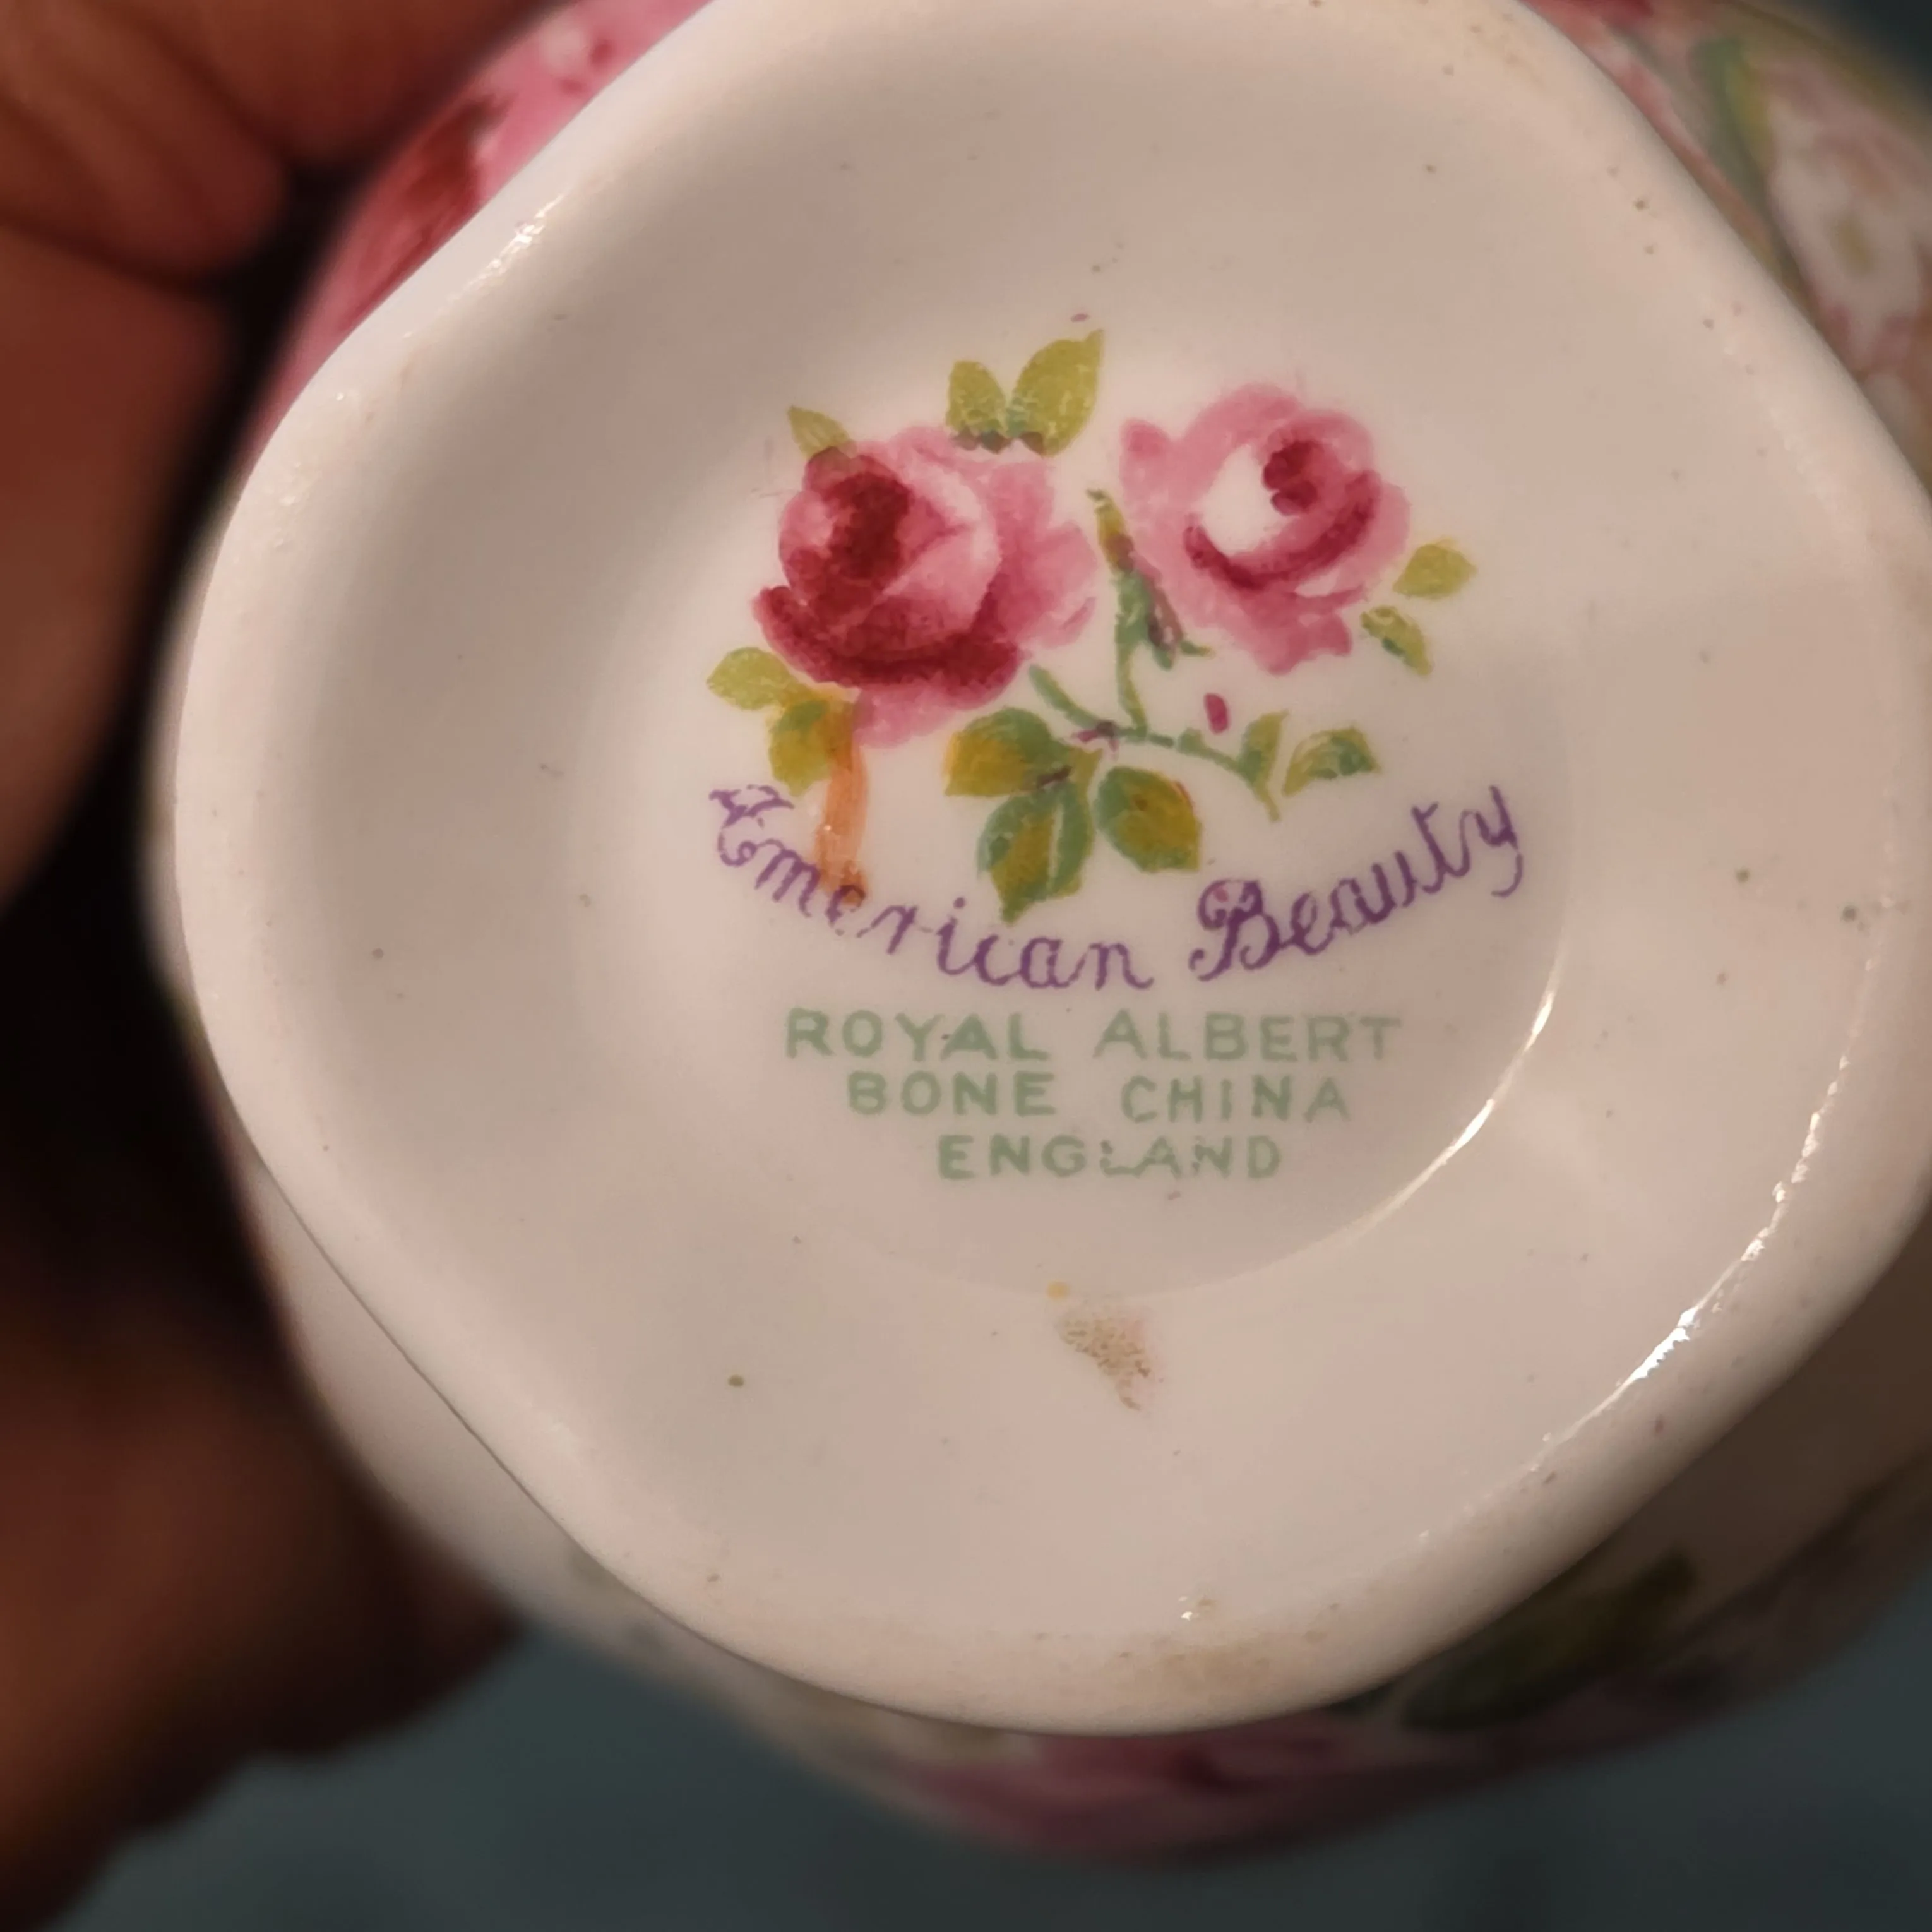 American Beauty
ROYAL ALBERT
BONE CHINA
ENGLAND